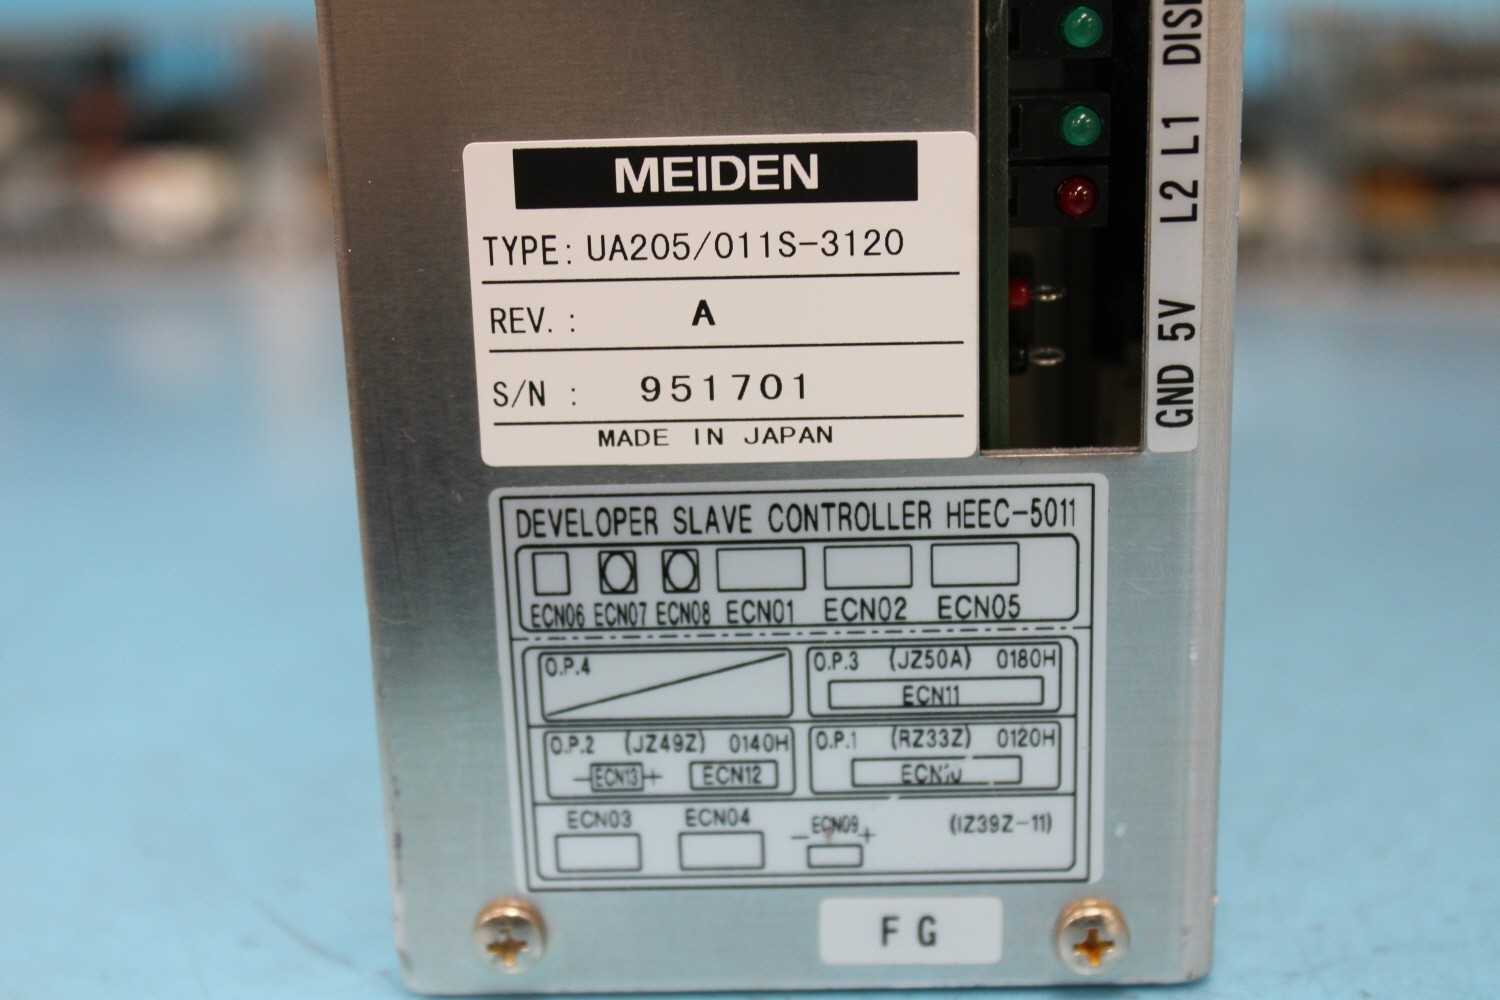 MEIDEN
TYPE: UA205/011S-3120
REV. : A
S/N : 951701
MADE IN JAPAN
L2 L1
GND 5V
DEVELOPER SLAVE CONTROLLER HEEC-5011
ECN06 ECN07 ECN08 ECN01 ECN02 ECN05
O.P.4
O.P.3 (JZ50A) 0180H
ECN11
O.P.2 (JZ49Z) 0140H
ECN13 + ECN12
O.P.1 (RZ33Z) 0120H
ECN10
ECN03 ECN04 - ECN09 + (IZ39Z-11)
F G